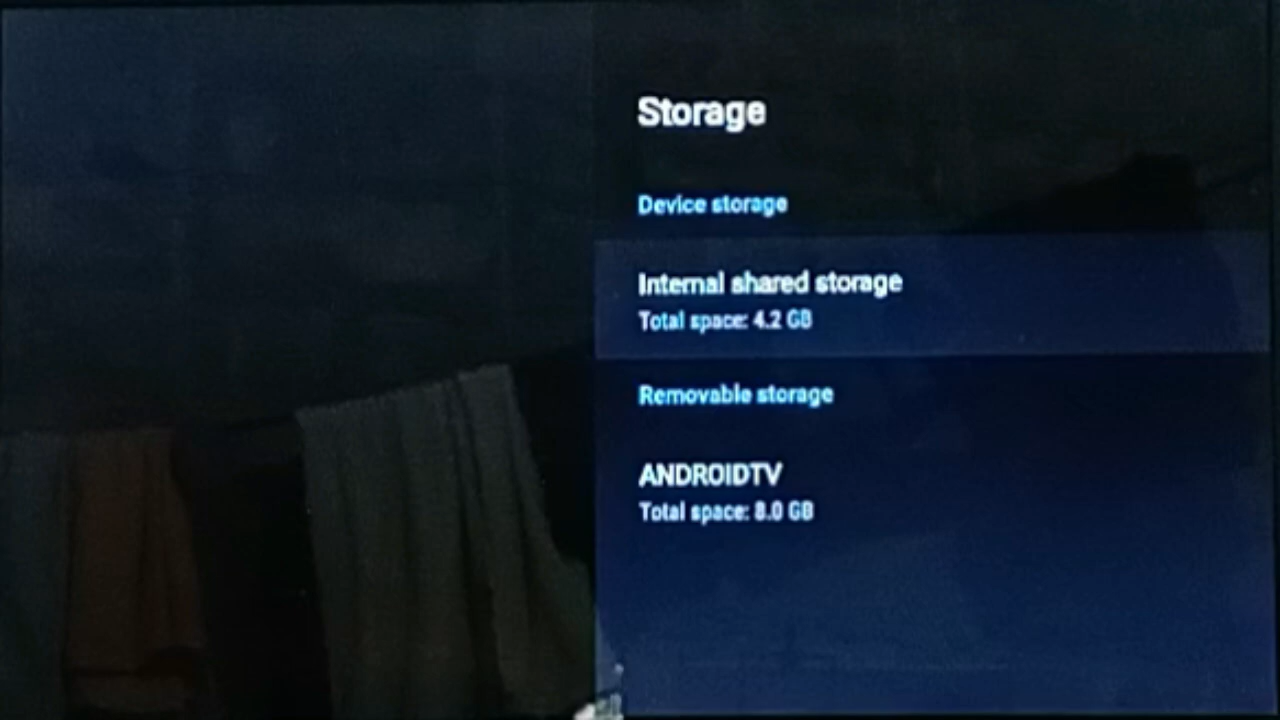 Storage
Device storage
Internal shared storage
Total space: 4.2 GB
Removable storage
ANDROIDTV
Total space: 8.0 GB